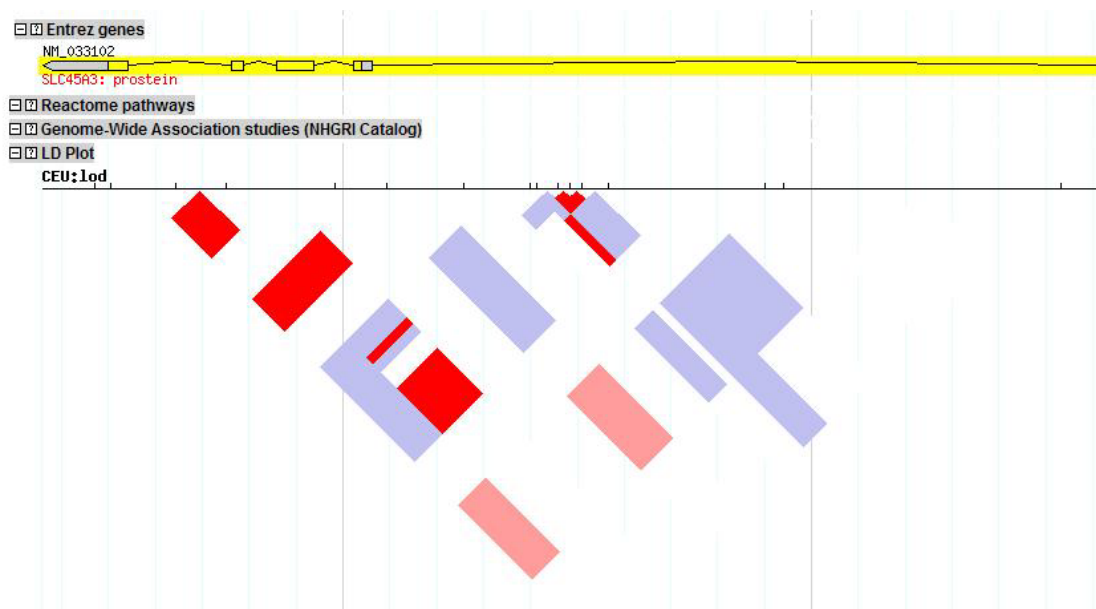 Entrez genes
NM_033102
SLC45A3: prostein
Reactome pathways
Genome-Wide Association studies (NHGRI Catalog)
LD Plot
CEU:lod